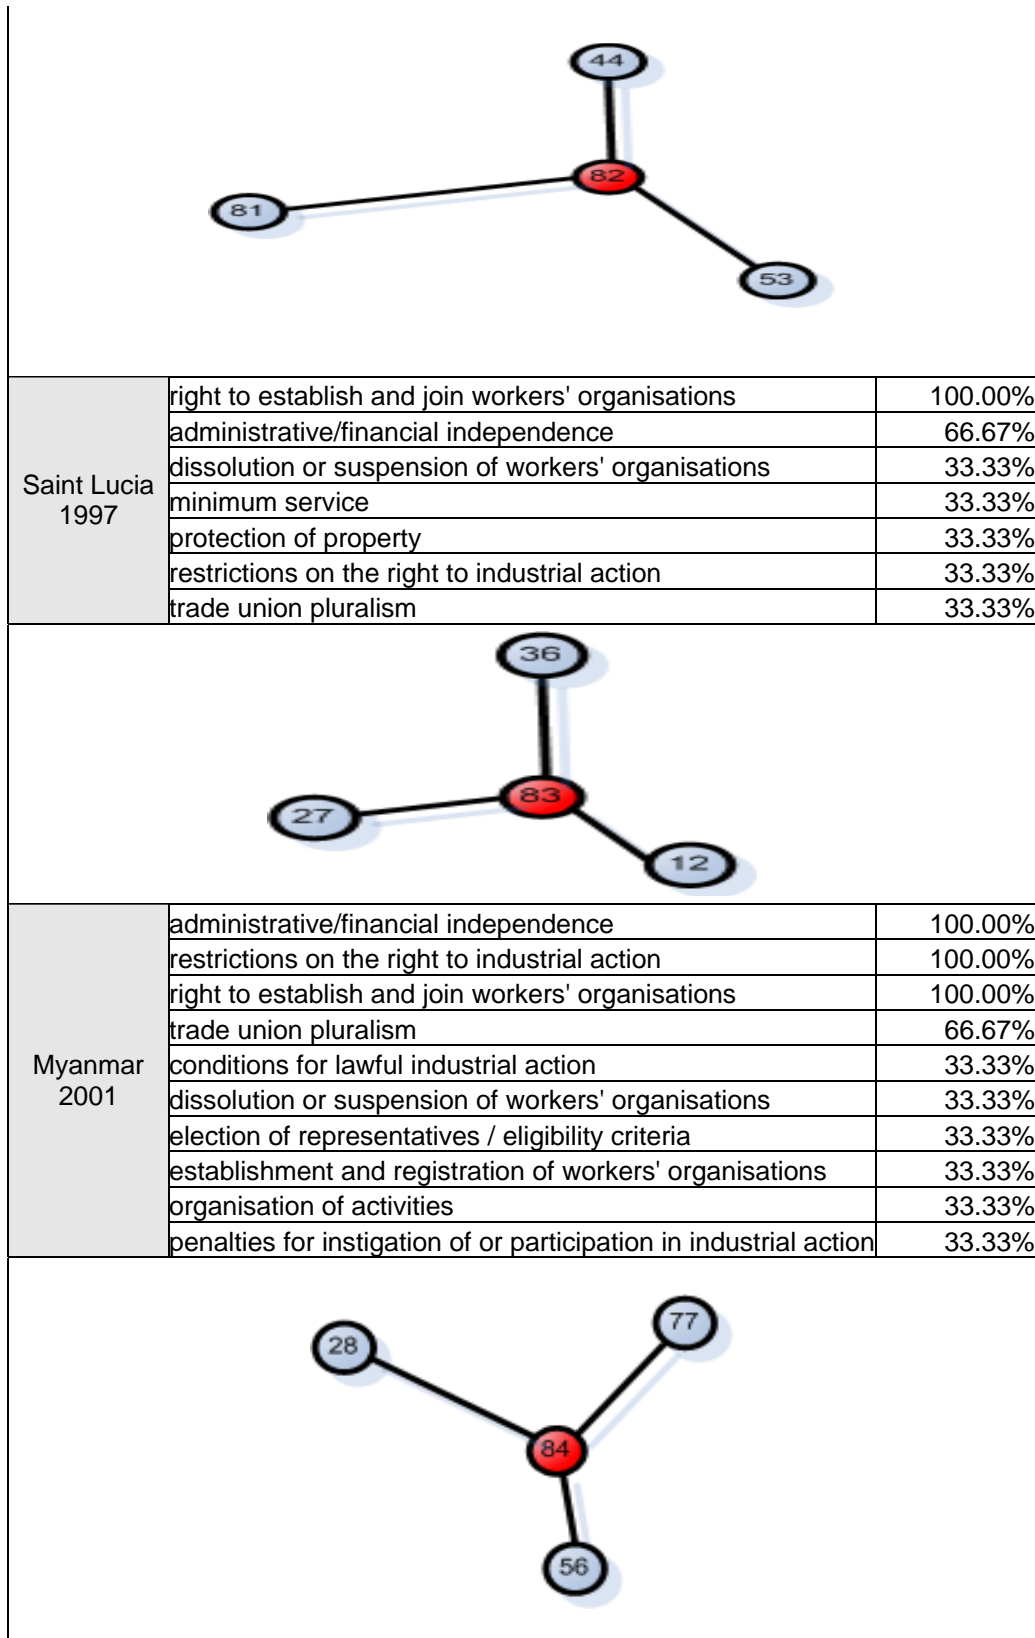 44
82
81
53
right to establish and join workers' organisations 100.00%
administrative/financial independence 66.67%
dissolution or suspension of workers' organisations 33.33%
Saint Lucia
1997
minimum service 33.33%
protection of property 33.33%
restrictions on the right to industrial action 33.33%
trade union pluralism 33.33%
36
83
27
12
administrative/financial independence 100.00%
restrictions on the right to industrial action 100.00%
right to establish and join workers' organisations 100.00%
trade union pluralism 66.67%
Myanmar
2001
conditions for lawful industrial action 33.33%
dissolution or suspension of workers' organisations 33.33%
election of representatives / eligibility criteria 33.33%
establishment and registration of workers' organisations 33.33%
organisation of activities 33.33%
penalties for instigation of or participation in industrial action 33.33%
77
28
84
56